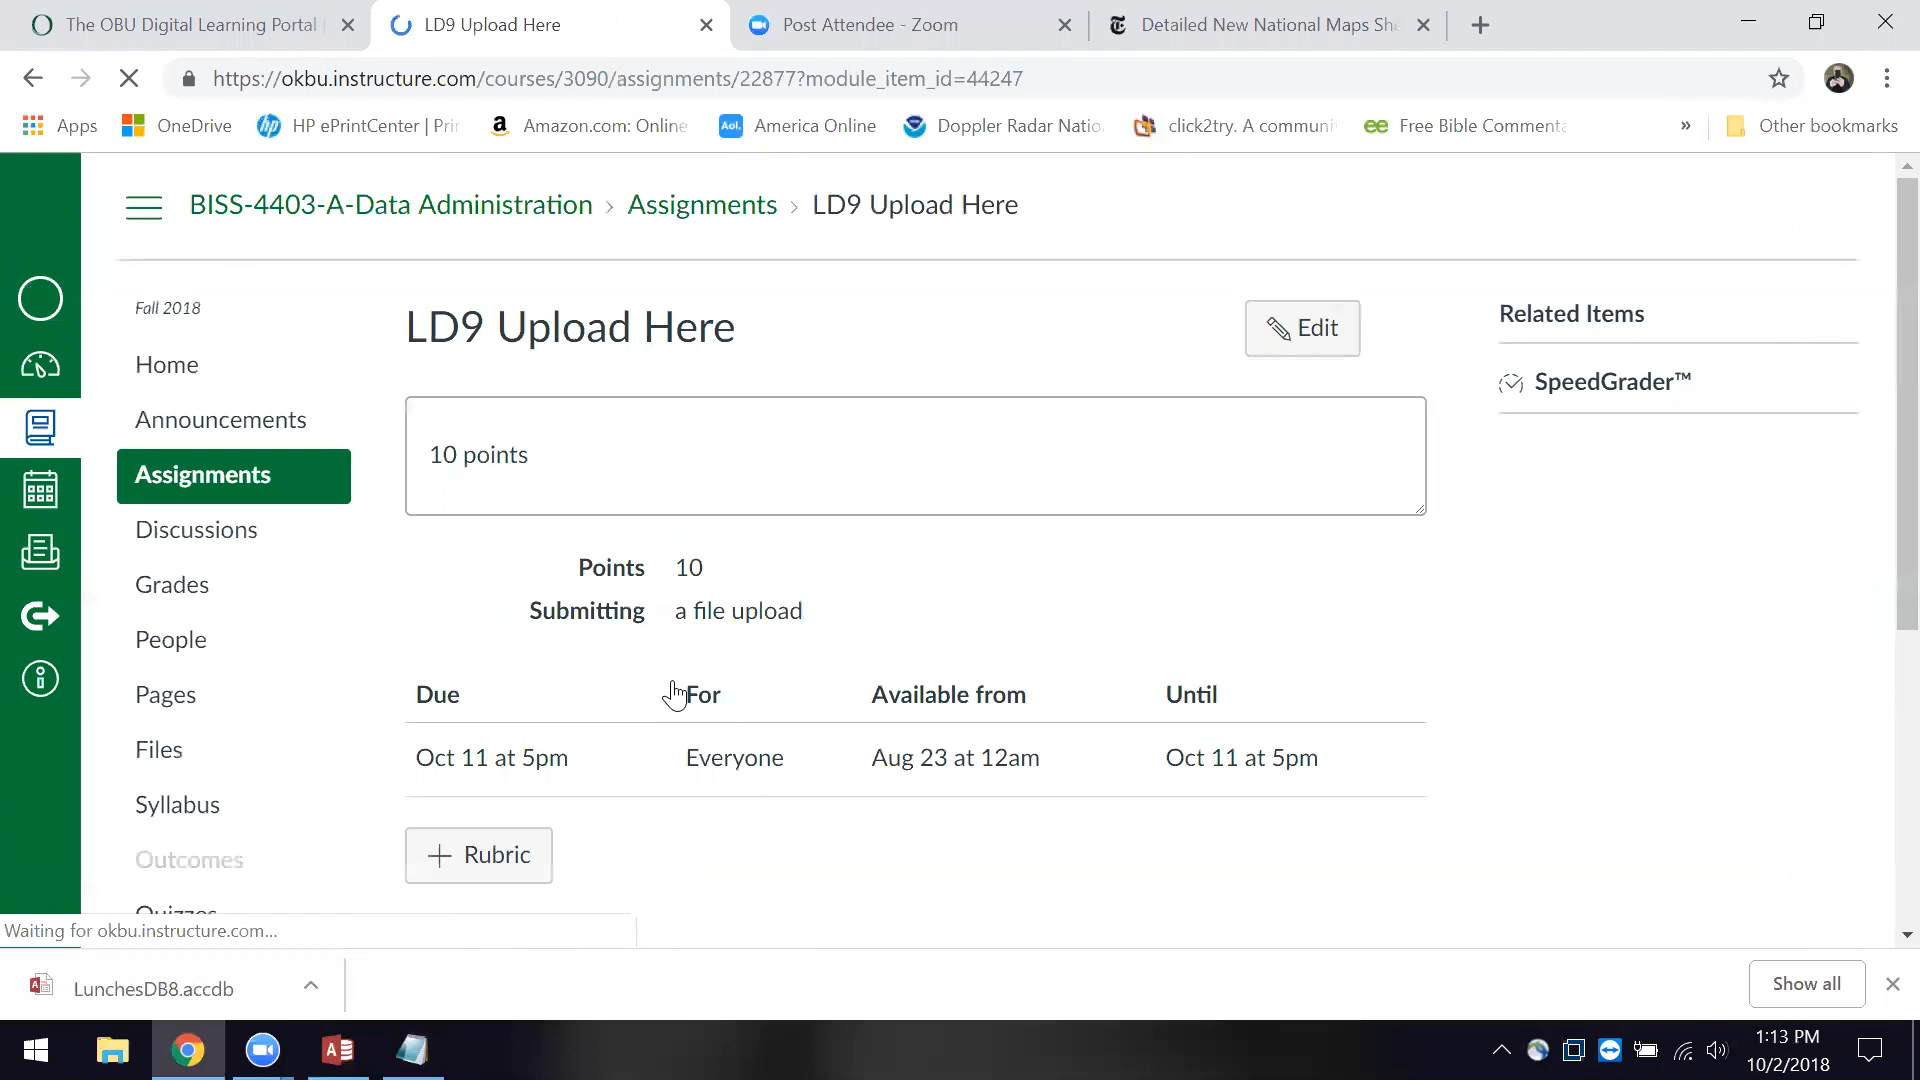 The OBU Digital Learning Portal
LD9 Upload Here
Post Attendee - Zoom
Detailed New National Maps Sh
https://okbu.instructure.com/courses/3090/assignments/22877?module_item_id=44247
Apps
OneDrive
HP ePrintCenter | Pri
Amazon.com: Online
Aol.
America Online
Doppler Radar Natio
click2try. A communi
ee
Free Bible Commenta
»
Other bookmarks
BISS-4403-A-Data Administration › Assignments › LD9 Upload Here
Fall 2018
Home
Announcements
Assignments
Discussions
Grades
People
Pages
Files
Syllabus
Outcomes
Quizzes
LD9 Upload Here
Edit
10 points
Points 10
Submitting a file upload
Due For Available from Until
Oct 11 at 5pm Everyone Aug 23 at 12am Oct 11 at 5pm
+ Rubric
Related Items
SpeedGrader™
Waiting for okbu.instructure.com...
LunchesDB8.accdb
Show all
1:13 PM
10/2/2018